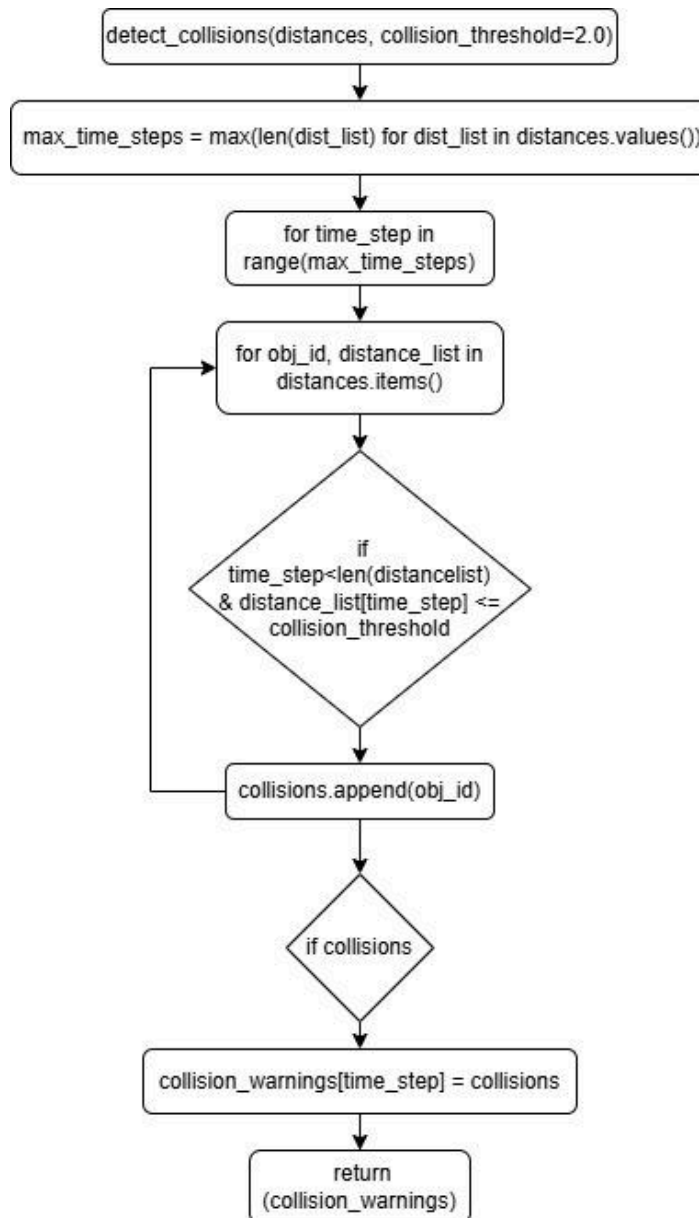 detect_collisions(distances, collision_threshold=2.0)
max_time_steps = max(len(dist_list) for dist_list in distances.values())
for time_step in
range(max_time_steps)
for obj_id, distance_list in
distances.items()
if
time_step<len(distancelist)
& distance_list[time_step] <=
collision_threshold
collisions.append(obj_id)
if collisions
collision_warnings[time_step] = collisions
return
(collision_warnings)